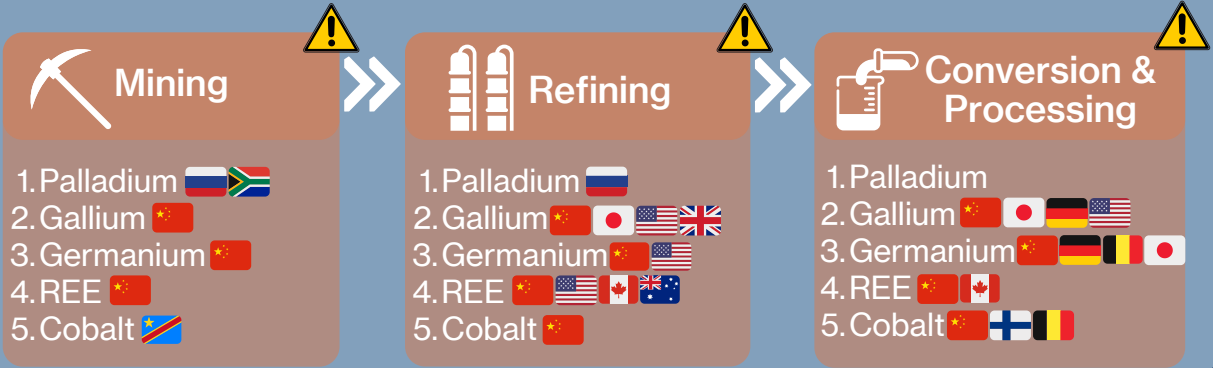 Mining
1. Palladium
2. Gallium
3. Germanium
4. REE
5. Cobalt
Refining
1. Palladium
2. Gallium
3. Germanium
4. REE
5. Cobalt
Conversion &
Processing
1. Palladium
2. Gallium
3. Germanium
4. REE
5. Cobalt